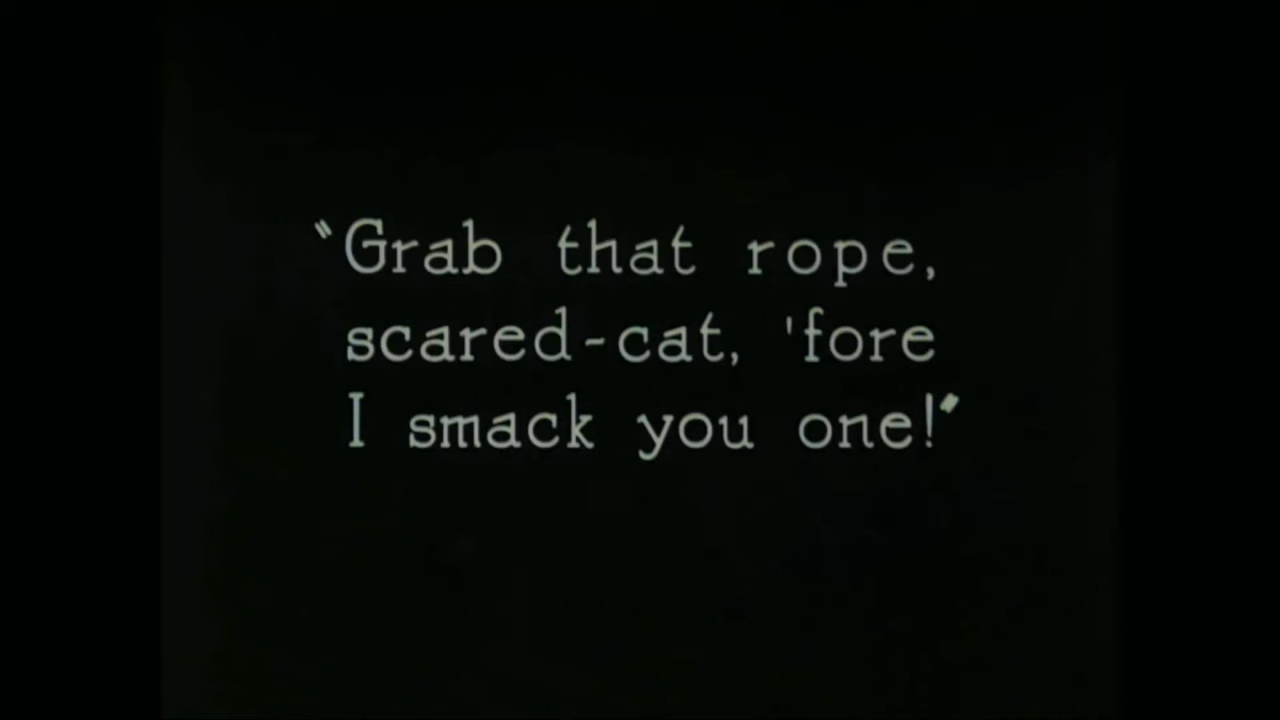 "Grab that rope,
scared-cat, 'fore
I smack you one!"